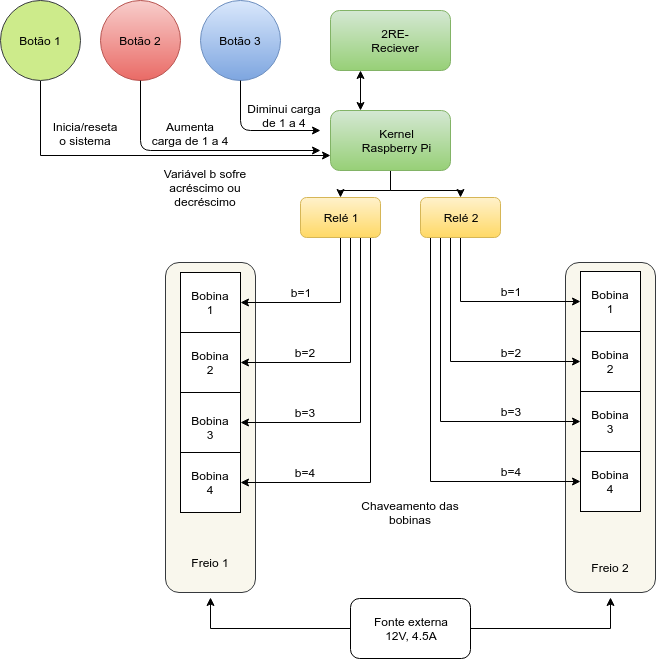 Botão 1
Botão 2
Botão 3
2RE-
Reciever
Diminui carga
de 1 a 4
Inicia/reseta
o sistema
Aumenta
carga de 1 a 4
Kernel
Raspberry Pi
Variável b sofre
acréscimo ou
decréscimo
Relé 1
Relé 2
Bobina
1
b=1
b=1
Bobina
1
Bobina
2
b=2
b=2
Bobina
2
Bobina
3
b=3
b=3
Bobina
3
Bobina
4
b=4
b=4
Bobina
4
Chaveamento das
bobinas
Freio 1
Freio 2
Fonte externa
12V, 4.5A